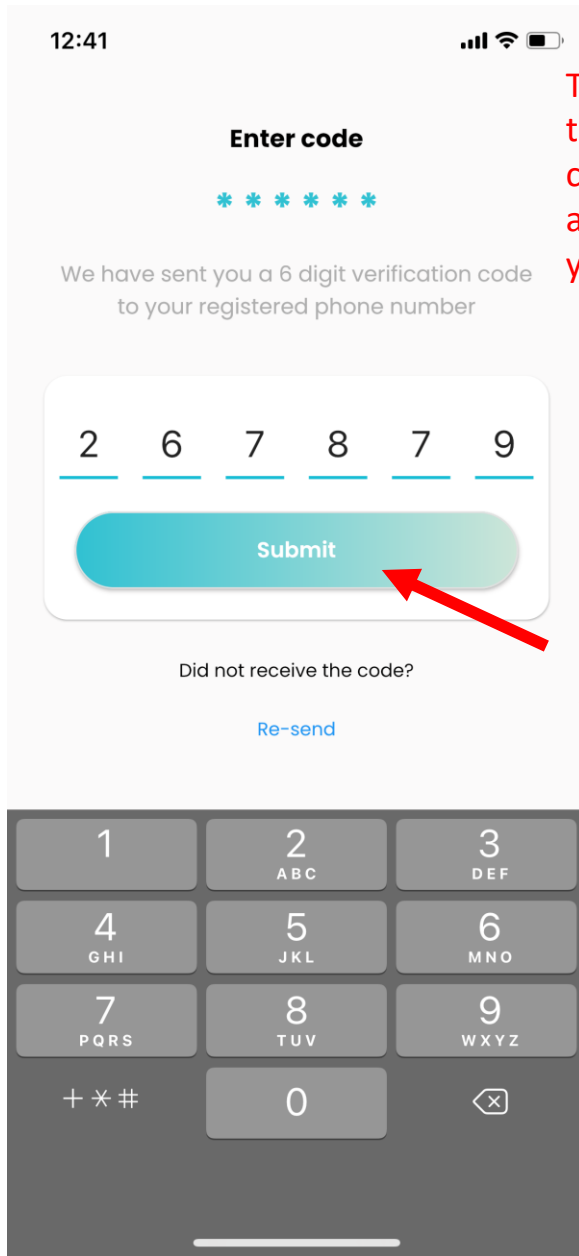 12:41
Enter code
******
We have sent you a 6 digit verification code
to your registered phone number
2 6 7 8 7 9
Submit
Did not receive the code?
Re-send
1 2 3
ABC DEF
4 5 6
GHI JKL MNO
7 8 9
PQRS TUV WXYZ
+*# 0